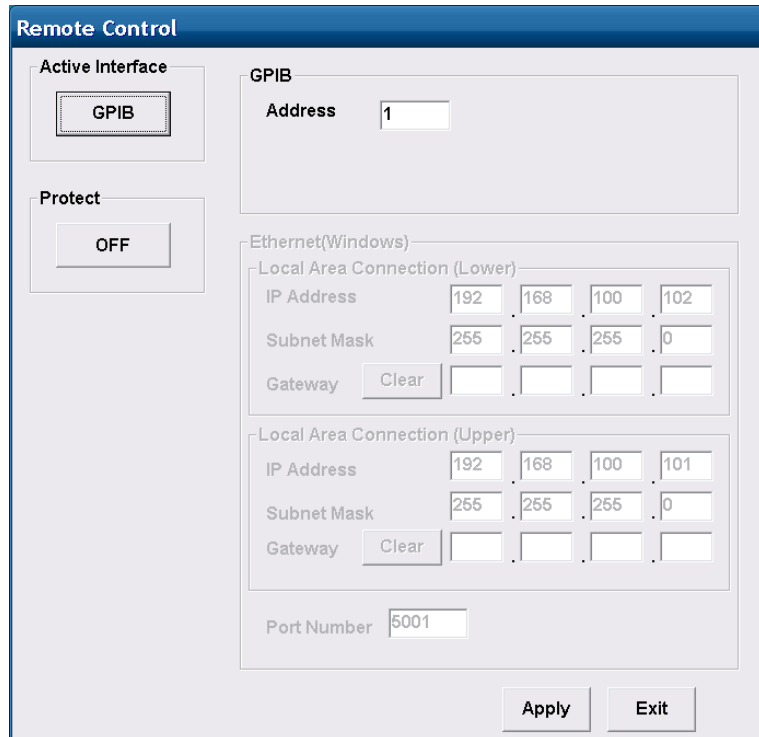 Remote Control
Active Interface
GPIB
Protect
OFF
GPIB
Address 1
Ethernet(Windows)
Local Area Connection (Lower)
IP Address 192 . 168 . 100 . 102
Subnet Mask 255 . 255 . 255 . 0
Gateway Clear . . .
Local Area Connection (Upper)
IP Address 192 . 168 . 100 . 101
Subnet Mask 255 . 255 . 255 . 0
Gateway Clear . . .
Port Number 5001
Apply Exit